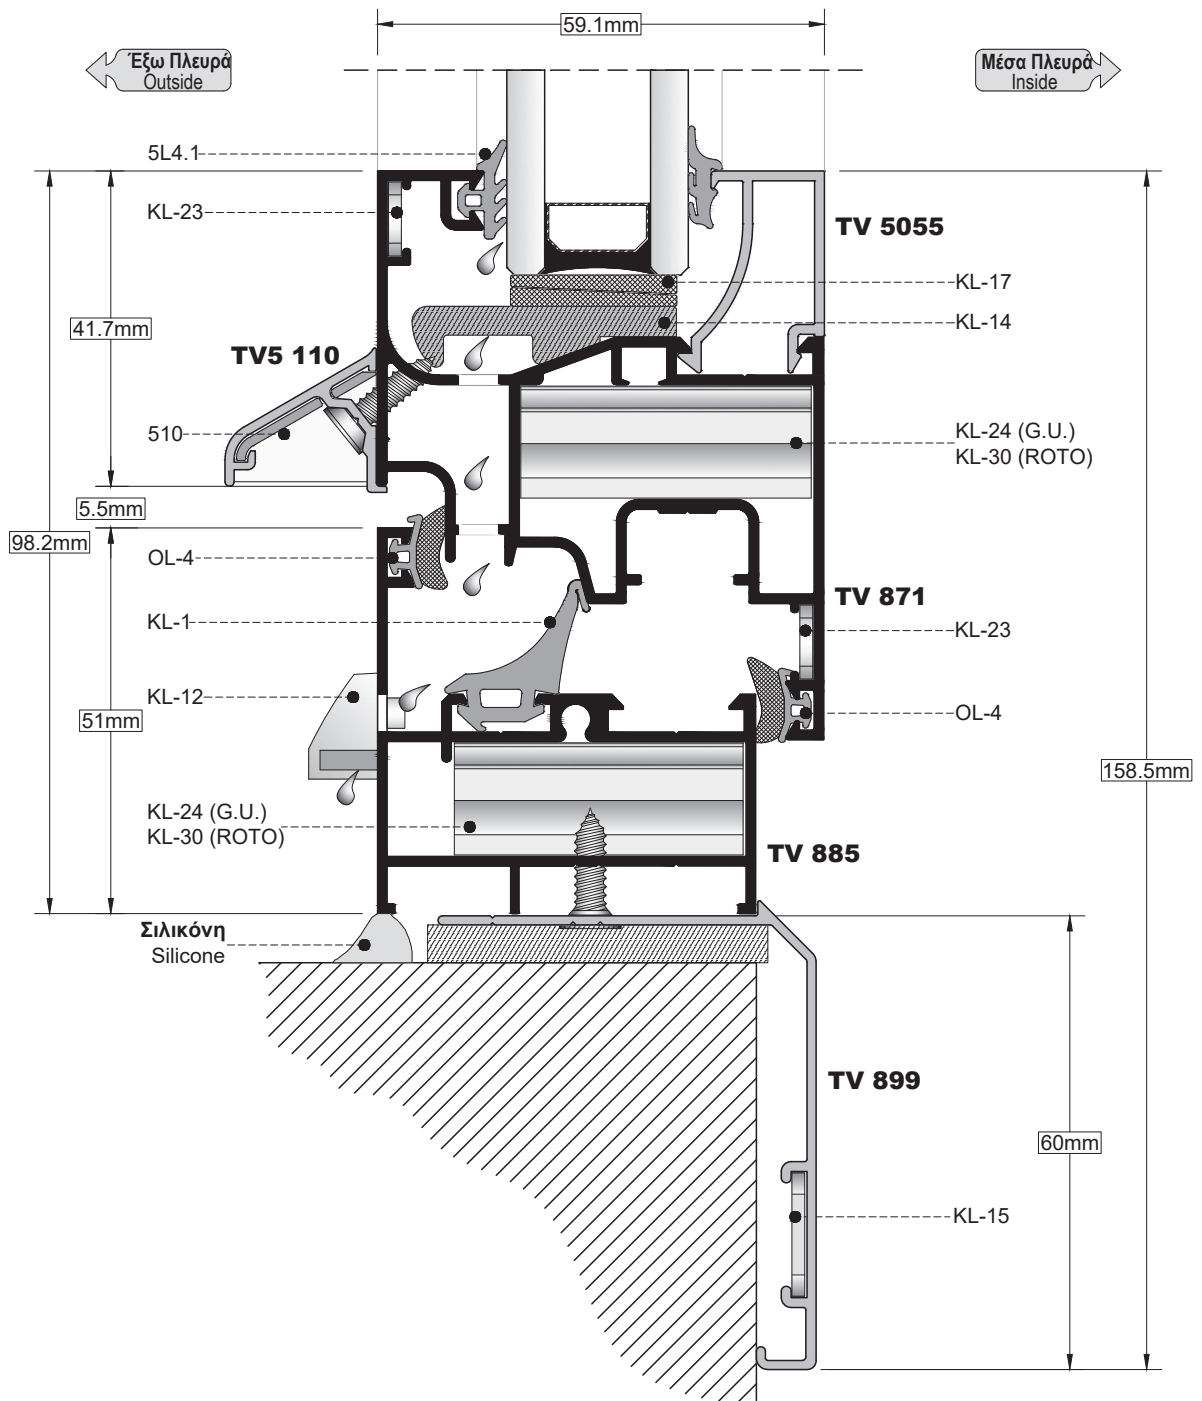 59.1mm
Έξω Πλευρά
Outside
Μέσα Πλευρά
Inside
5L4.1
KL-23
TV 5055
KL-17
KL-14
41.7mm
TV5 110
510
KL-24 (G.U.)
KL-30 (ROTO)
5.5mm
98.2mm
OL-4
TV 871
KL-1
KL-23
KL-12
51mm
OL-4
158.5mm
KL-24 (G.U.)
KL-30 (ROTO)
TV 885
Σιλικόνη
Silicone
TV 899
60mm
KL-15